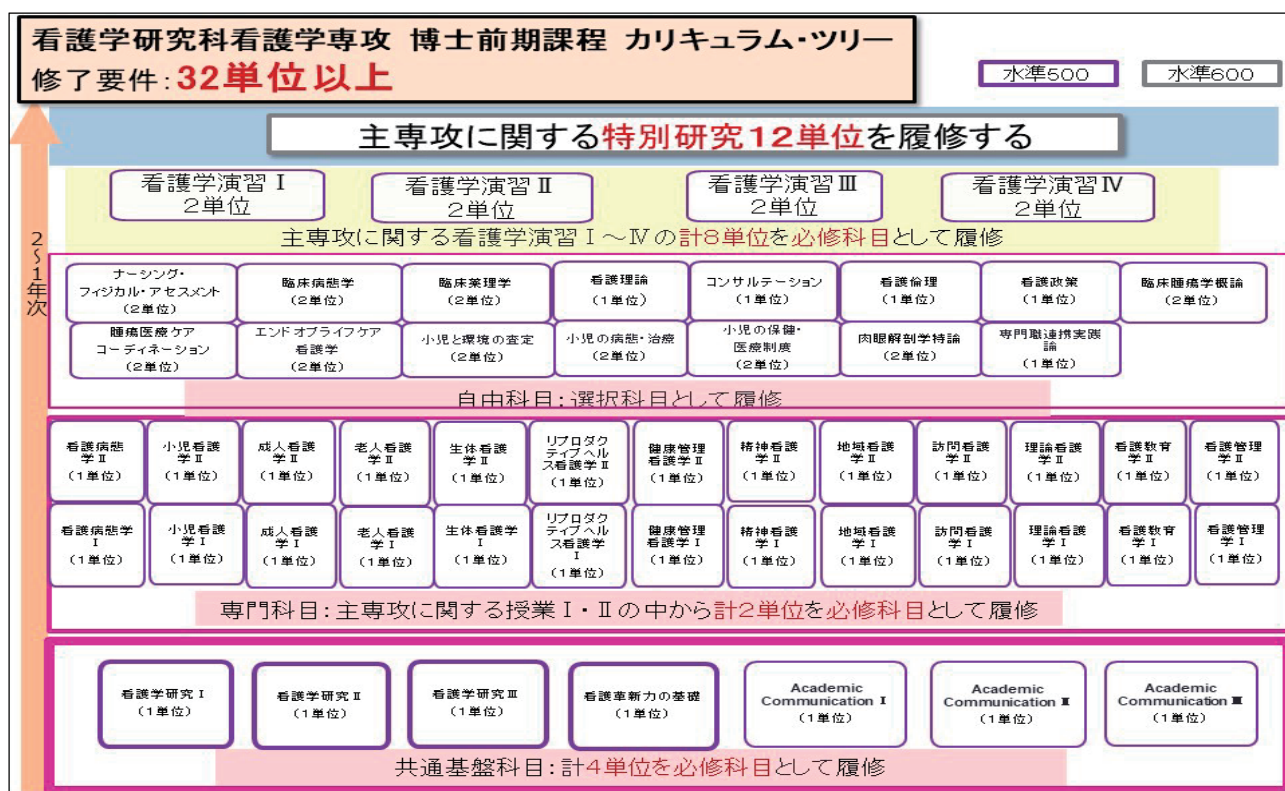 看護学研究科看護学専攻 博士前期課程 カリキュラム・ツリー
修了要件:32単位以上
水準500
水準600
主専攻に関する特別研究12単位を履修する
看護学演習Ⅰ
2単位
看護学演習Ⅱ
2単位
看護学演習Ⅲ
2単位
看護学演習Ⅳ
2単位
主専攻に関する看護学演習Ⅰ～Ⅳの計8単位を必修科目として履修
2～1年次
ナーシング・
フィジカル・アセスメント
(2単位)
臨床病態学
(2単位)
臨床薬理学
(2単位)
看護理論
(1単位)
コンサルテーション
(1単位)
看護倫理
(1単位)
看護政策
(1単位)
臨床腫瘍学概論
(2単位)
腫瘍医療ケア
コーディネーション
(2単位)
エンドオブライフケア
看護学
(2単位)
小児と環境の査定
(2単位)
小児の病態・治療
(2単位)
小児の保健・
医療制度
(2単位)
肉眼解剖学特論
(2単位)
専門職連携実践
論
(1単位)
自由科目:選択科目として履修
看護病態
学Ⅱ
(1単位)
小児看護
学Ⅱ
(1単位)
成人看護
学Ⅱ
(1単位)
老人看護
学Ⅱ
(1単位)
生体看護
学Ⅱ
(1単位)
リプロダク
ティブヘル
ス看護学Ⅱ
(1単位)
健康管理
看護学Ⅱ
(1単位)
精神看護
学Ⅱ
(1単位)
地域看護
学Ⅱ
(1単位)
訪問看護
学Ⅱ
(1単位)
理論看護
学Ⅱ
(1単位)
看護教育
学Ⅱ
(1単位)
看護管理
学Ⅱ
(1単位)
看護病態学
Ⅰ
(1単位)
小児看護
学Ⅰ
(1単位)
成人看護
学Ⅰ
(1単位)
老人看護
学Ⅰ
(1単位)
生体看護学
Ⅰ
(1単位)
リプロダク
ティブヘル
ス看護学
Ⅰ
(1単位)
健康管理
看護学Ⅰ
(1単位)
精神看護
学Ⅰ
(1単位)
地域看護
学Ⅰ
(1単位)
訪問看護
学Ⅰ
(1単位)
理論看護
学Ⅰ
(1単位)
看護教育
学Ⅰ
(1単位)
看護管理
学Ⅰ
(1単位)
専門科目:主専攻に関する授業Ⅰ・Ⅱの中から計2単位を必修科目として履修
看護学研究Ⅰ
(1単位)
看護学研究Ⅱ
(1単位)
看護学研究Ⅲ
(1単位)
看護革新力の基礎
(1単位)
Academic
Communication Ⅰ
(1単位)
Academic
Communication Ⅱ
(1単位)
Academic
Communication Ⅲ
(1単位)
共通基盤科目:計4単位を必修科目として履修